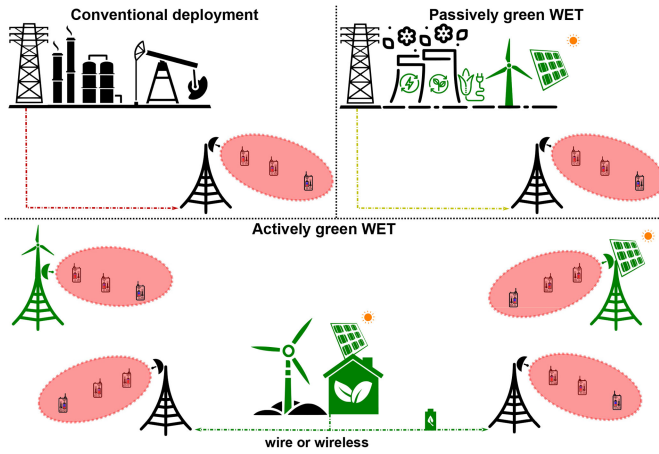 Conventional deployment
Passively green WET
Actively green WET
wire or wireless